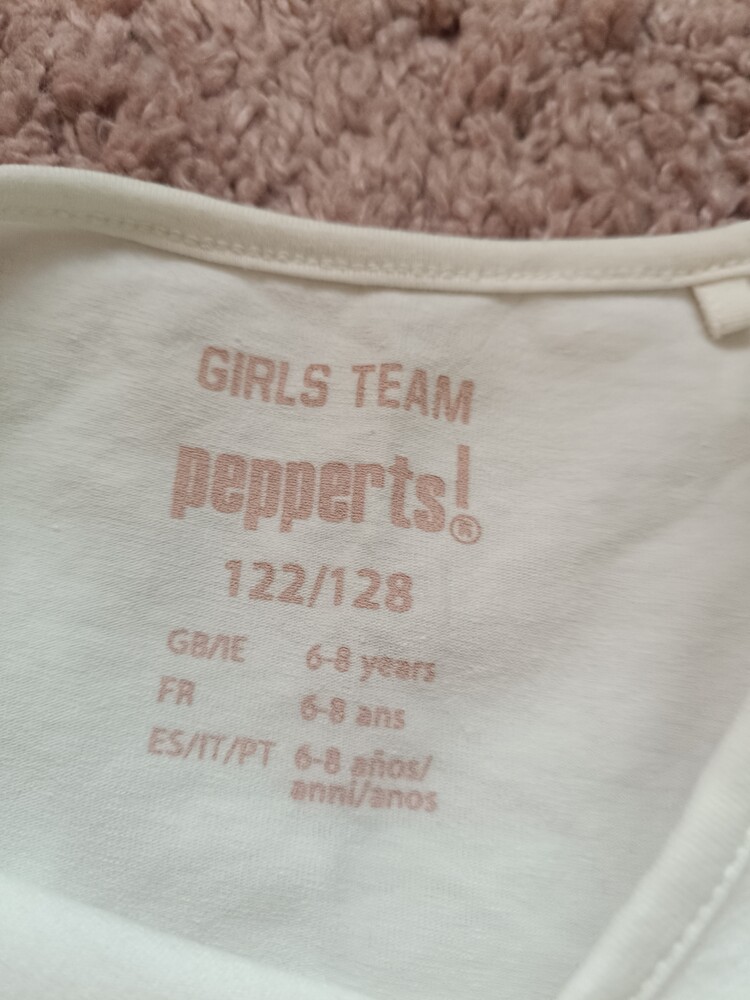 GIRLS TEAM
pepperts!®
122/128
GB/IE 6-8 years
FR 6-8 ans
ES/IT/PT 6-8 años/
anni/anos